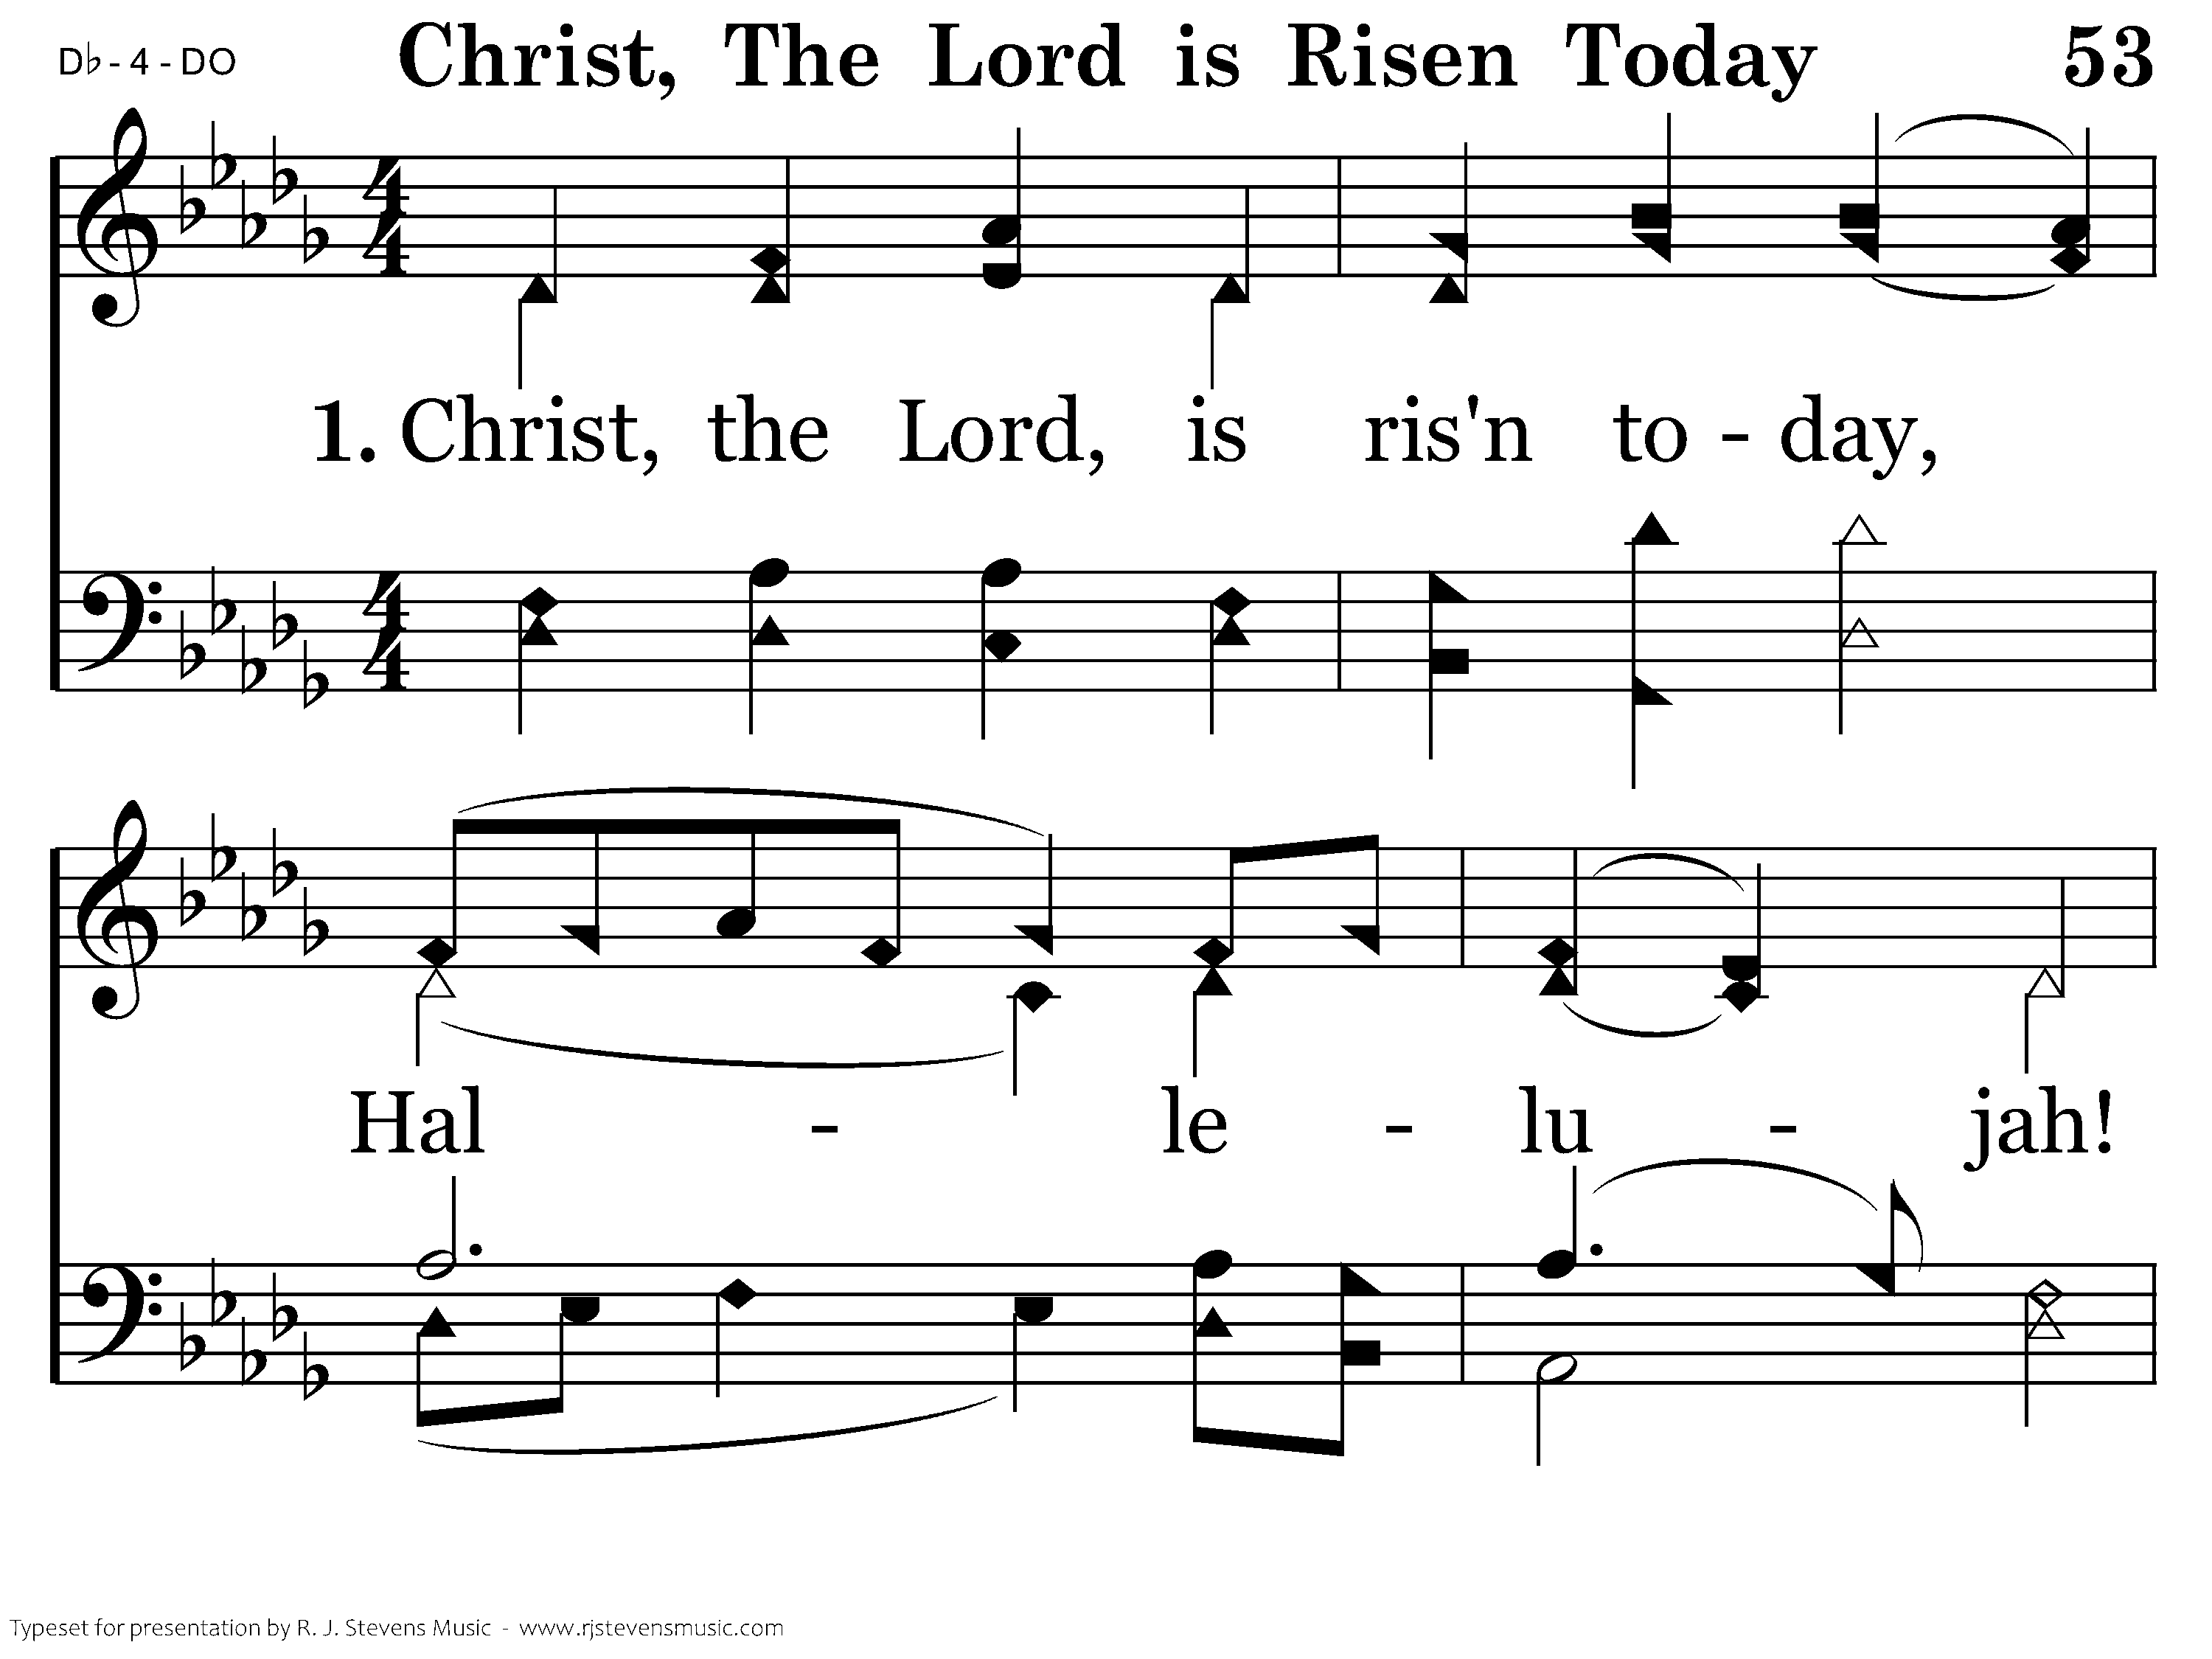 D♭ - 4 - DO Christ, The Lord is Risen Today 53
1. Christ, the Lord, is ris'n to - day,
Hal - le - lu - jah!
Typeset for presentation by R. J. Stevens Music - www.rjstevensmusic.com